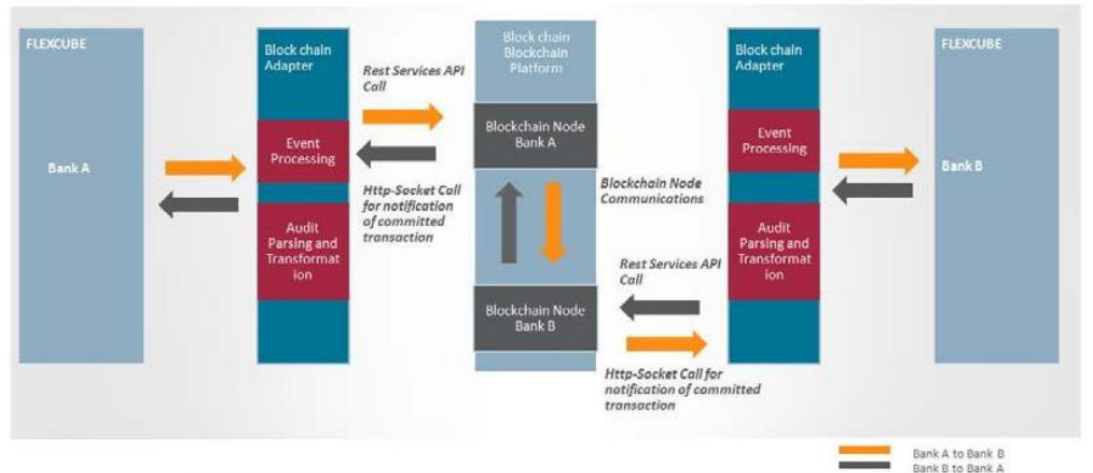 FLEXCUBE
Bank A
Block chain
Adapter
Event
Processing
Audit
Parsing and
Transformat
ion
Rest Services API
Call
Http-Socket Call
for notification
of committed
transaction
Block chain
Blockchain
Platform
Blockchain Node
Bank A
Blockchain Node
Communications
Blockchain Node
Bank B
Rest Services API
Call
Http-Socket Call for
notification of committed
transaction
Block chain
Adapter
Event
Processing
Audit
Parsing and
Transformat
ion
FLEXCUBE
Bank B
Bank A to Bank B
Bank B to Bank A